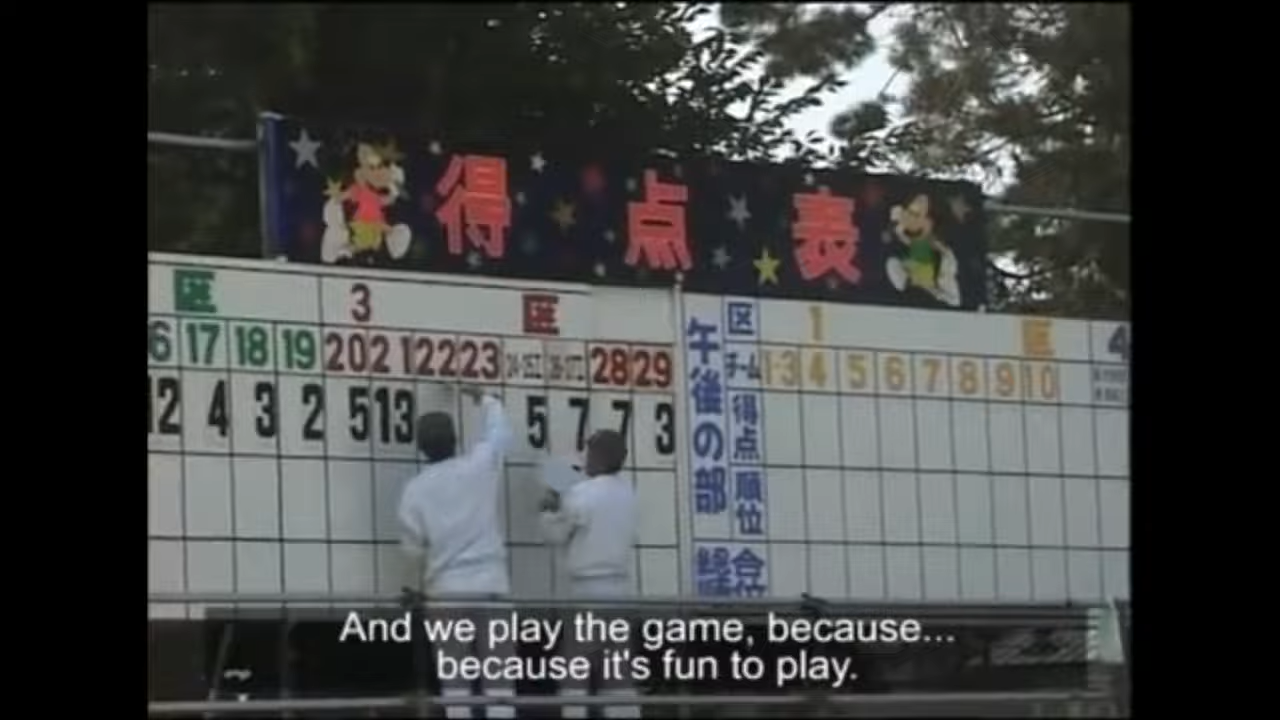 得点表
区 3 区
16 17 18 19 20 21 22 23 28 29
12 4 3 2 5 13 5 7 7 3
午後の部
区 1 区 4
チーム 1-3 4 5 6 7 8 9 10
得点
順位
And we play the game, because...
because it's fun to play.